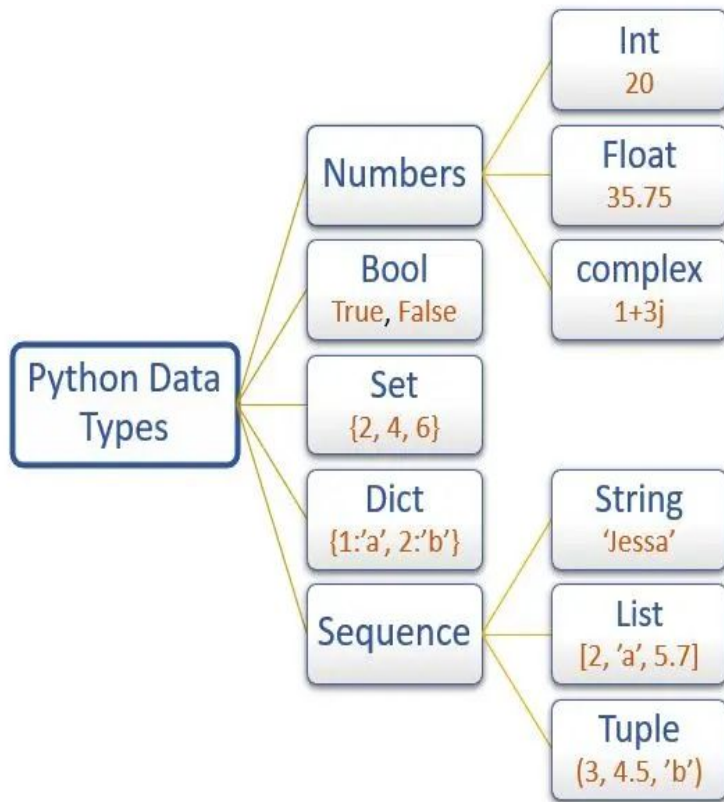 Python Data
Types
Numbers
Int
20
Float
35.75
complex
1+3j
Bool
True, False
Set
{2, 4, 6}
Dict
{1:’a’, 2:’b’}
Sequence
String
‘Jessa’
List
[2, ’a’, 5.7]
Tuple
(3, 4.5, ’b’)